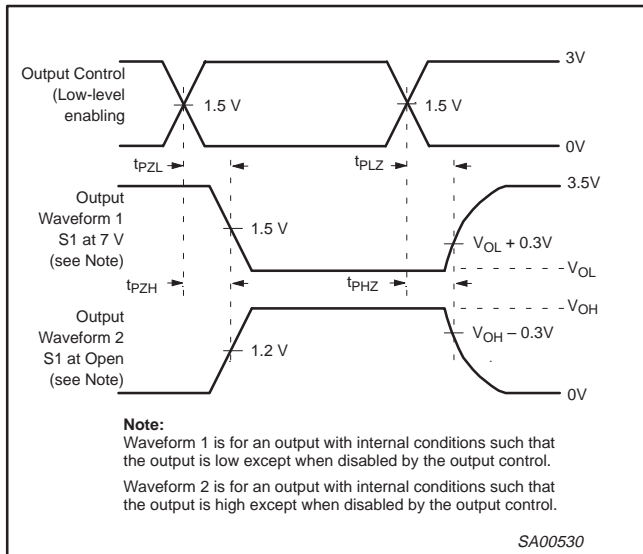 Output Control
(Low-level
enabling
1.5 V
1.5 V
3V
0V
tPZL
tPLZ
Output
Waveform 1
S1 at 7 V
(see Note)
1.5 V
3.5V
VOL + 0.3V
VOL
tPZH
tPHZ
VOH
Output
Waveform 2
S1 at Open
(see Note)
1.2 V
VOH – 0.3V
0V
Note:
Waveform 1 is for an output with internal conditions such that
the output is low except when disabled by the output control.
Waveform 2 is for an output with internal conditions such that
the output is high except when disabled by the output control.
SA00530